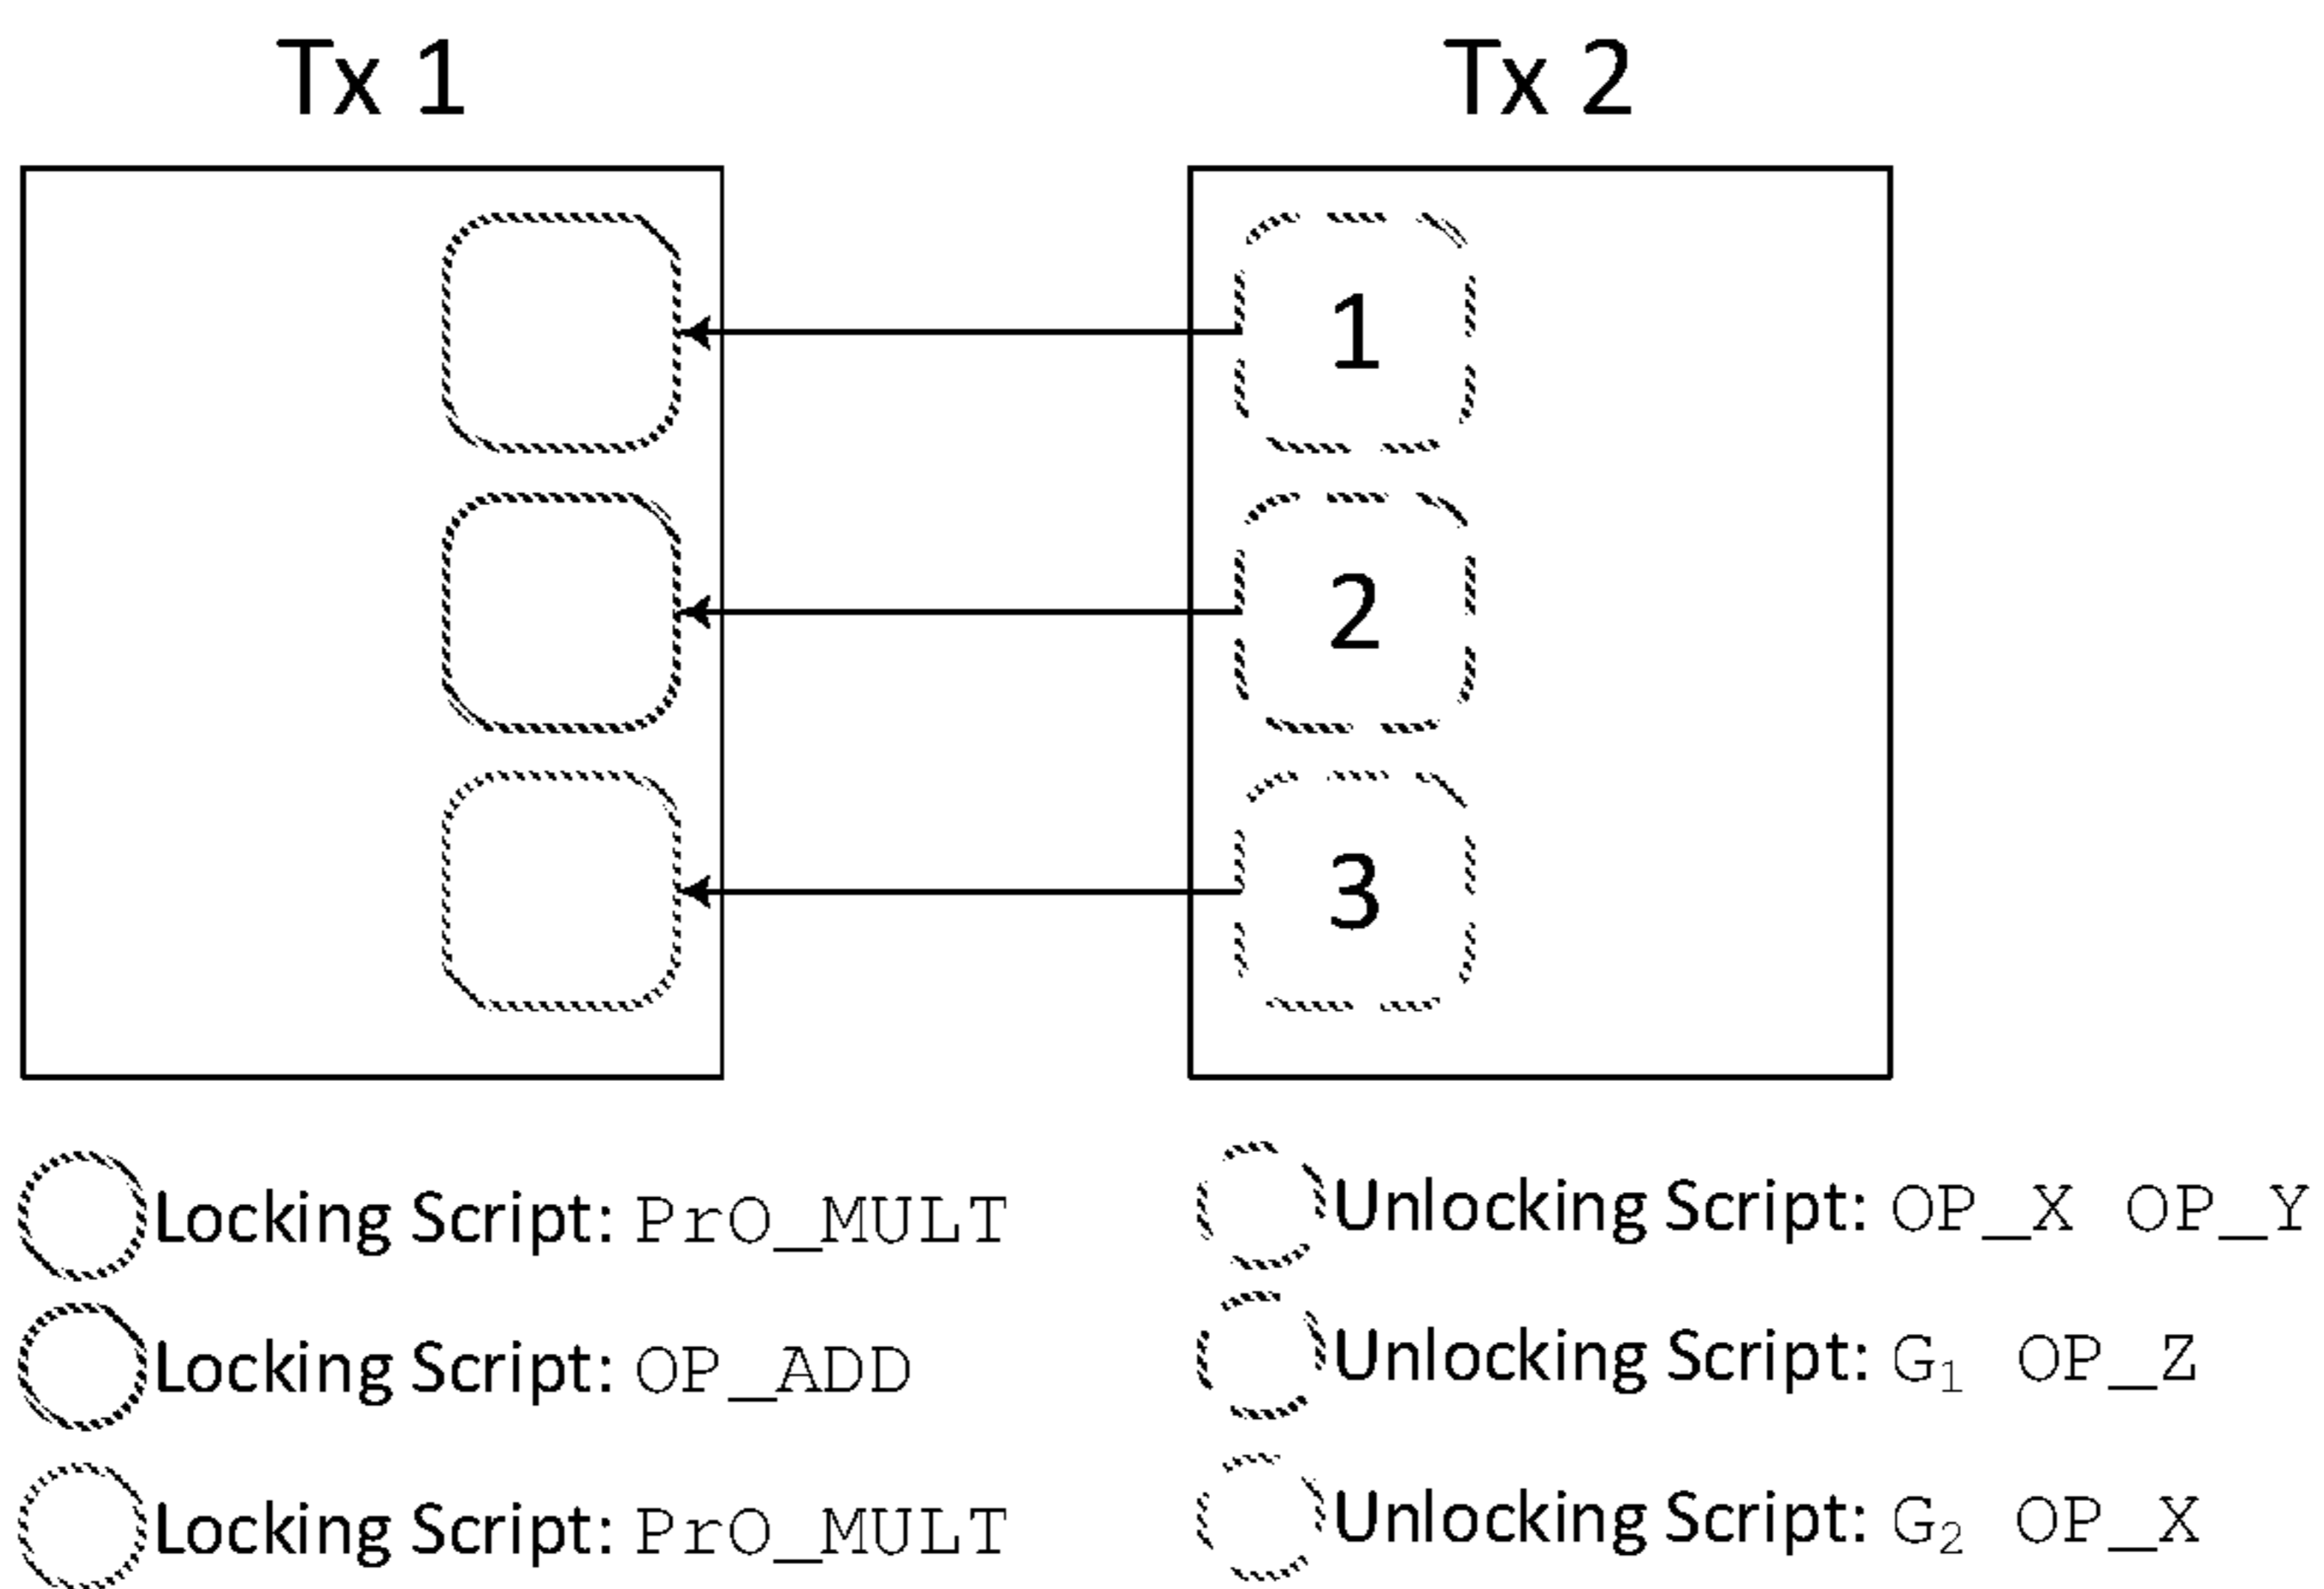 Tx 1
Tx 2
1
2
3
Locking Script: PrO_MULT
Locking Script: OP_ADD
Locking Script: PrO_MULT
Unlocking Script: OP_X OP_Y
Unlocking Script: G₁ OP_Z
Unlocking Script: G₂ OP_X